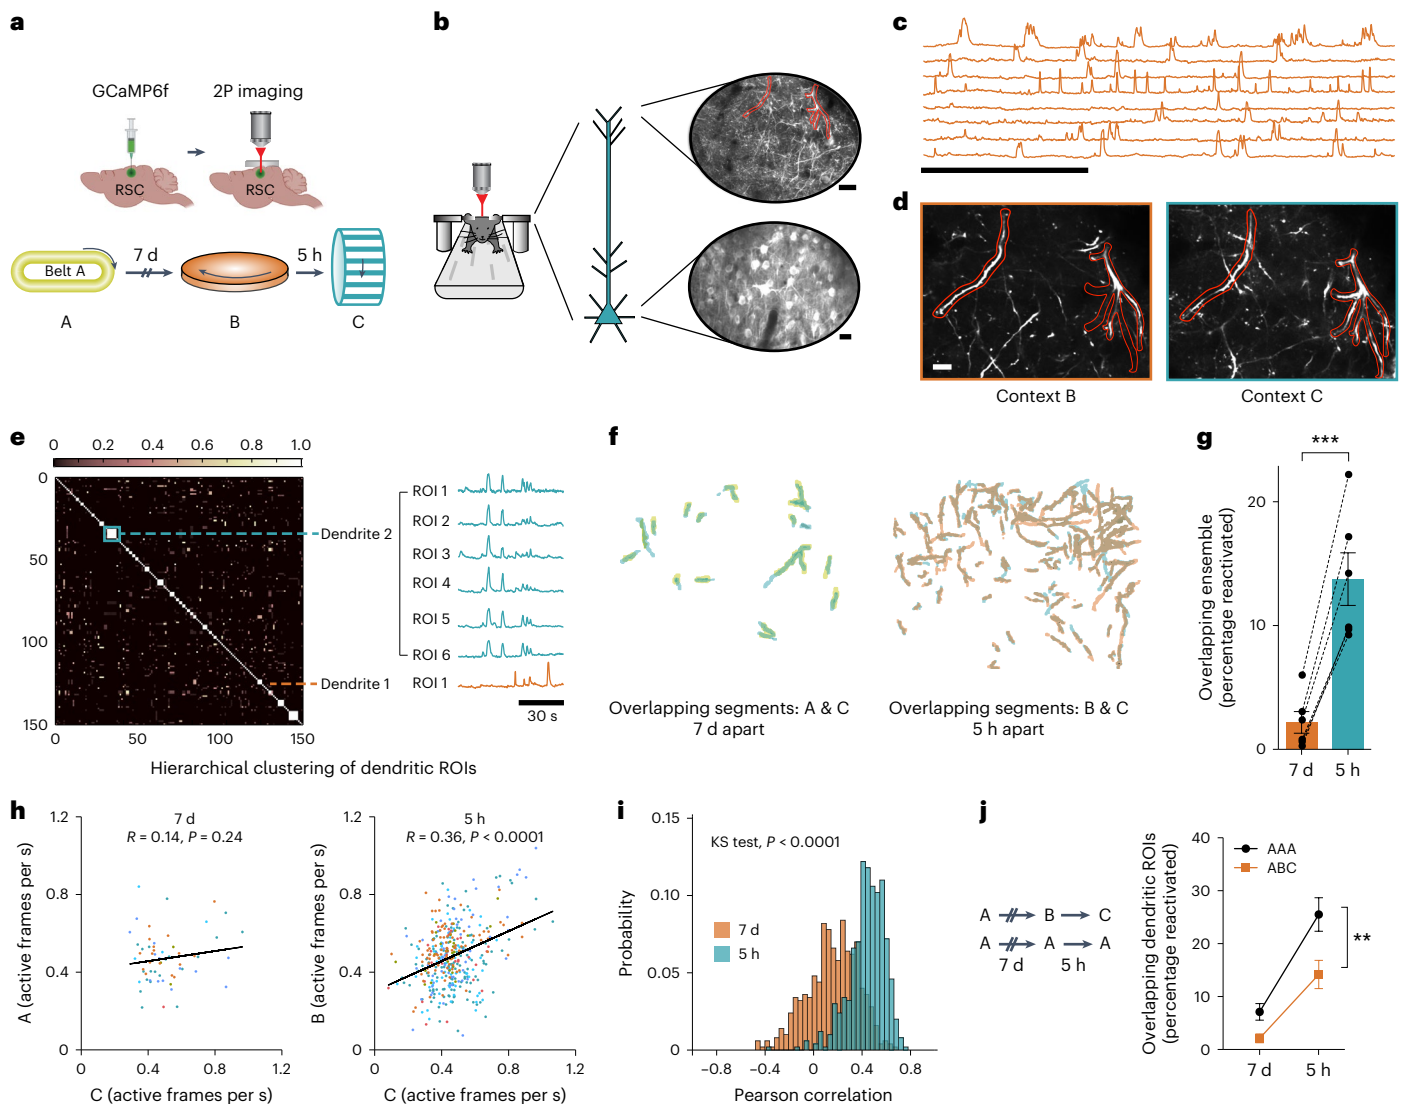 a
GCaMP6f
2P imaging
RSC
RSC
Belt A
7 d
5 h
A
B
C
b
c
d
Context B
Context C
e
0
0.2
0.4
0.6
0.8
1.0
0
50
100
150
0
50
100
150
Dendrite 2
Dendrite 1
ROI 1
ROI 2
ROI 3
ROI 4
ROI 5
ROI 6
ROI 1
30 s
Hierarchical clustering of dendritic ROIs
f
Overlapping segments: A & C
7 d apart
Overlapping segments: B & C
5 h apart
g
***
Overlapping ensemble
(percentage reactivated)
20
10
0
7 d
5 h
h
7 d
R = 0.14, P = 0.24
A (active frames per s)
1.2
0.8
0.4
0
0
0.4
0.8
1.2
C (active frames per s)
5 h
R = 0.36, P < 0.0001
B (active frames per s)
1.2
0.8
0.4
0
0
0.4
0.8
1.2
C (active frames per s)
i
KS test, P < 0.0001
7 d
5 h
Probability
0.15
0.10
0.05
0
−0.8
−0.4
0
0.4
0.8
Pearson correlation
j
A B C
A A A
7 d 5 h
Overlapping dendritic ROIs
(percentage reactivated)
40
30
20
10
0
AAA
ABC
**
7 d
5 h